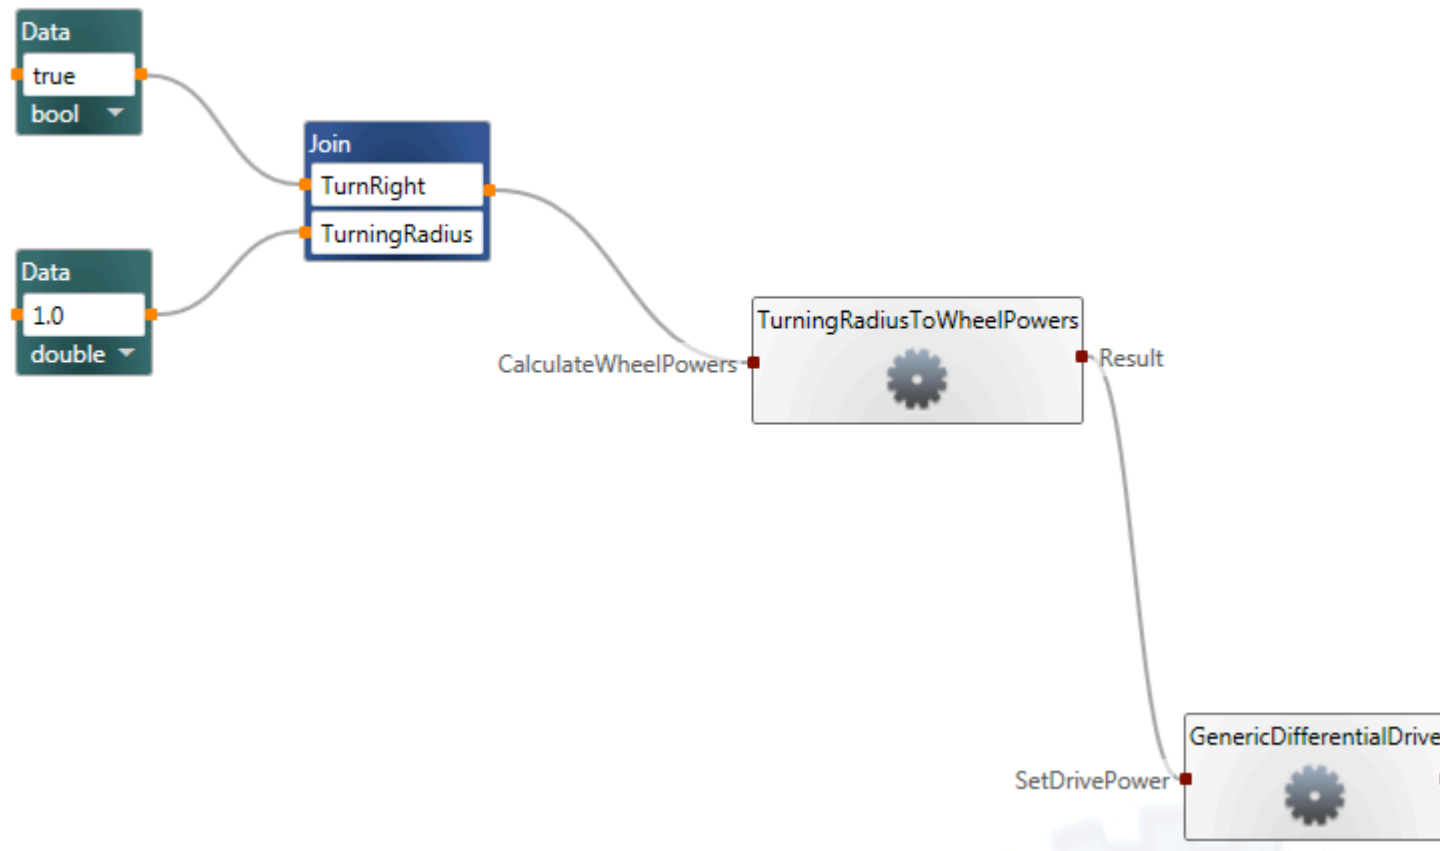 Data
true
bool
Join
TurnRight
TurningRadius
Data
1.0
double
TurningRadiusToWheelPowers
CalculateWheelPowers
Result
GenericDifferentialDrive
SetDrivePower